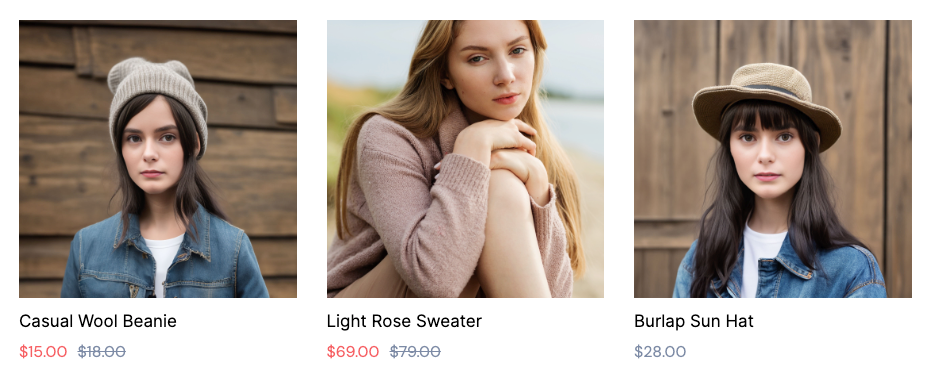 Casual Wool Beanie
$15.00 $18.00
Light Rose Sweater
$69.00 $79.00
Burlap Sun Hat
$28.00